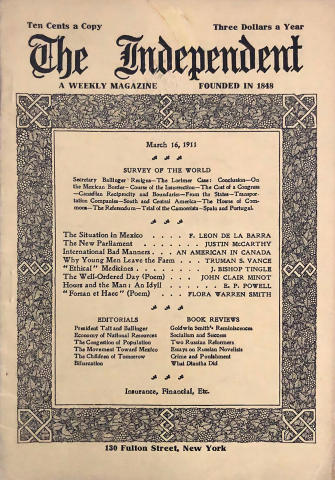 Ten Cents a Copy Three Dollars a Year
The Independent
A WEEKLY MAGAZINE FOUNDED IN 1848
March 16, 1911
SURVEY OF THE WORLD
Secretary Ballinger Resigns—The Lorimer Case: Conclusion—On
the Mexican Border—Course of the Insurrection—The Cost of a Congress
—Canadian Reciprocity and Boundaries—From the States—Transpor-
tation Companies—South and Central America—The House of Com-
mons—The Referendum—Trial of the Camorrists—Spain and Portugal.
The Situation in Mexico . . . . F. LEON DE LA BARRA
The New Parliament . . . . . JUSTIN McCARTHY
International Bad Manners . . . . AN AMERICAN IN CANADA
Why Young Men Leave the Farm . . . TRUMAN S. VANCE
"Ethical" Medicines . . . . . J. BISHOP TINGLE
The Well-Ordered Day (Poem) . . . JOHN CLAIR MINOT
Hours and the Man: An Idyll . . . . . E. P. POWELL
"Forsan et Haec" (Poem) . . . FLORA WARREN SMITH
EDITORIALS
President Taft and Ballinger
Economy of National Resources
The Congestion of Population
The Movement Toward Mexico
The Children of Tomorrow
Bifurcation
BOOK REVIEWS
Goldwin Smith's Reminiscences
Socialism and Success
Two Russian Reformers
Essays on Russian Novelists
Crime and Punishment
What Diantha Did
Insurance, Financial, Etc.
130 Fulton Street, New York